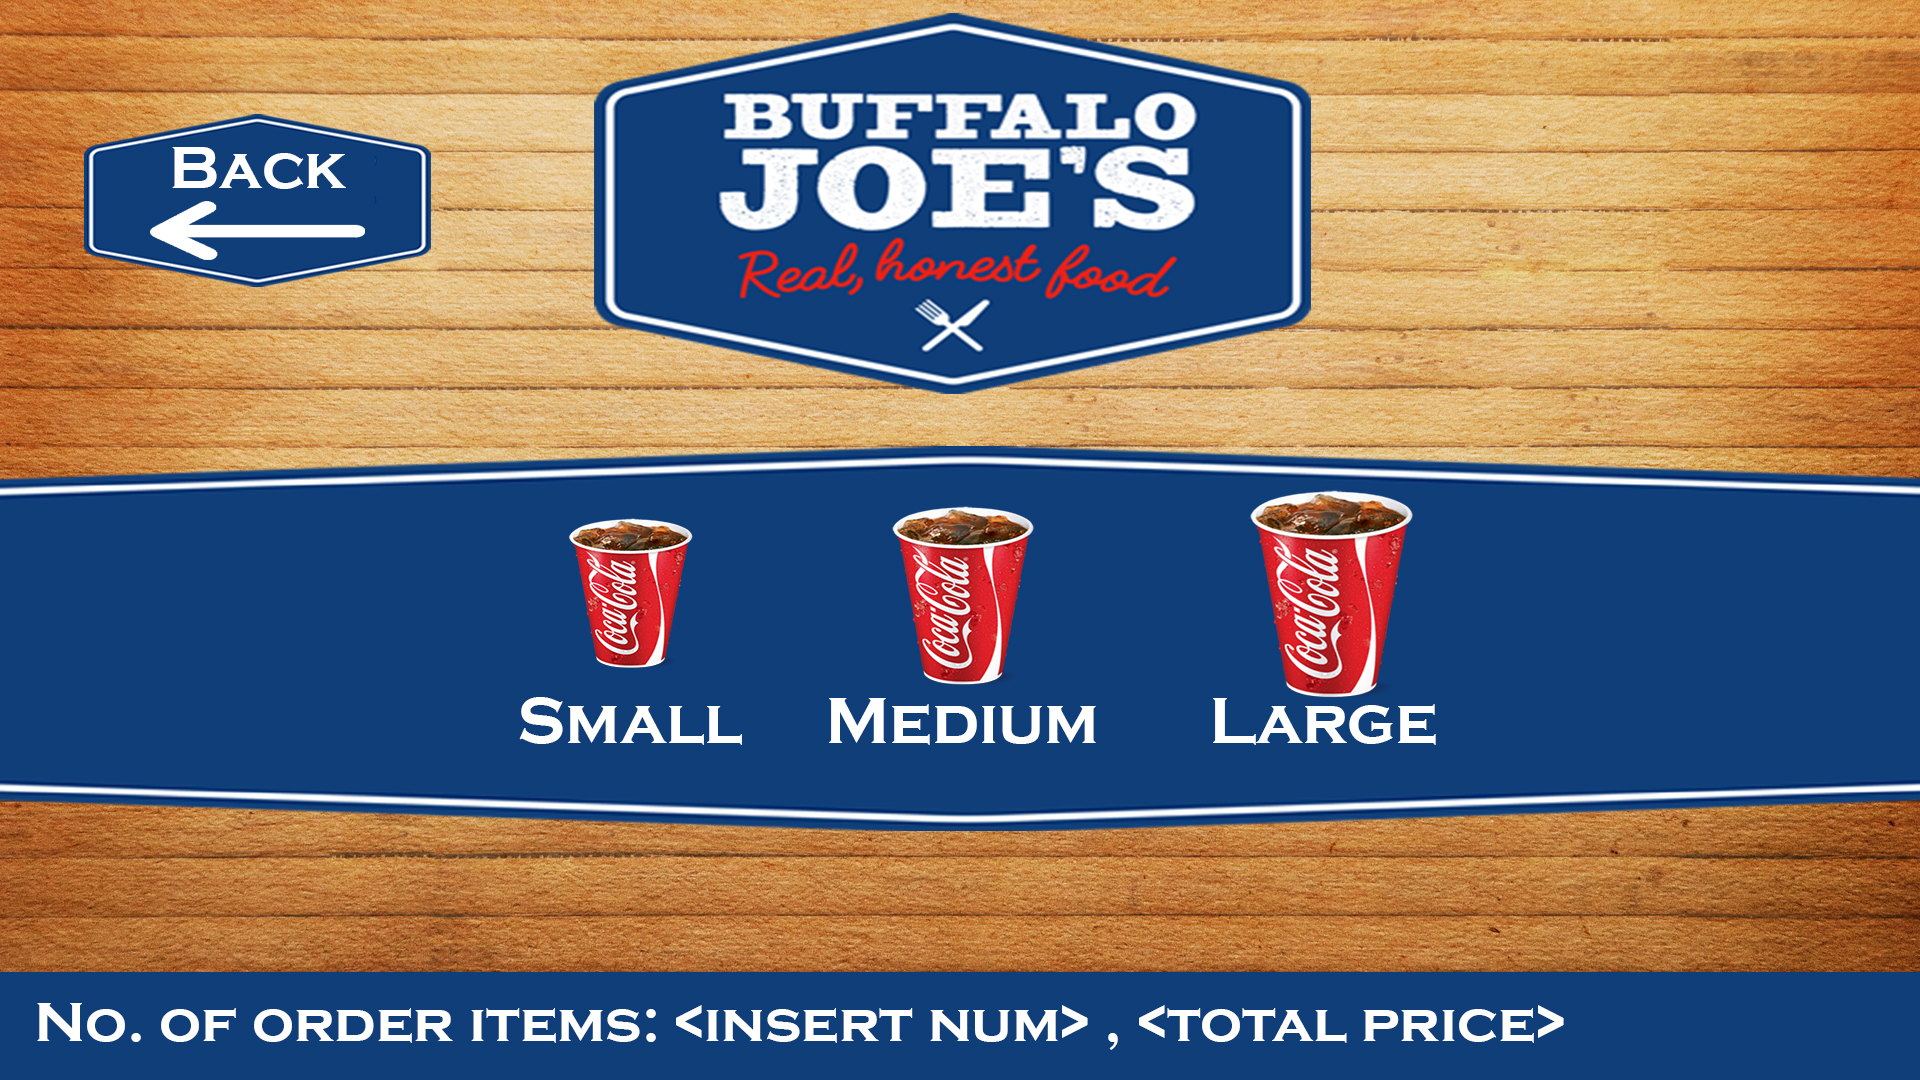 BUFFALO
JOE'S
Real, honest food
BACK
Coca-Cola
Coca-Cola
Coca-Cola
SMALL
MEDIUM
LARGE
NO. OF ORDER ITEMS: <INSERT NUM> , <TOTAL PRICE>